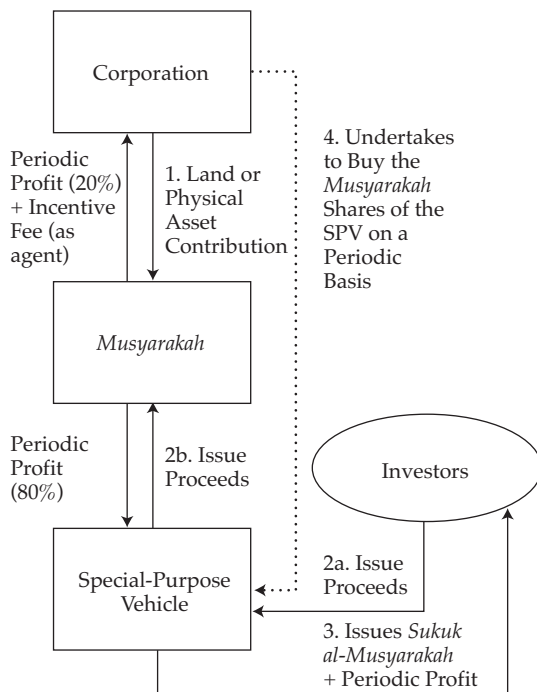 Corporation
Periodic
Profit (20%)
+ Incentive
Fee (as
agent)
1. Land or
Physical
Asset
Contribution
4. Undertakes
to Buy the
Musyarakah
Shares of the
SPV on a
Periodic
Basis
Musyarakah
Periodic
Profit
(80%)
2b. Issue
Proceeds
Investors
Special-Purpose
Vehicle
2a. Issue
Proceeds
3. Issues Sukuk
al-Musyarakah
+ Periodic Profit